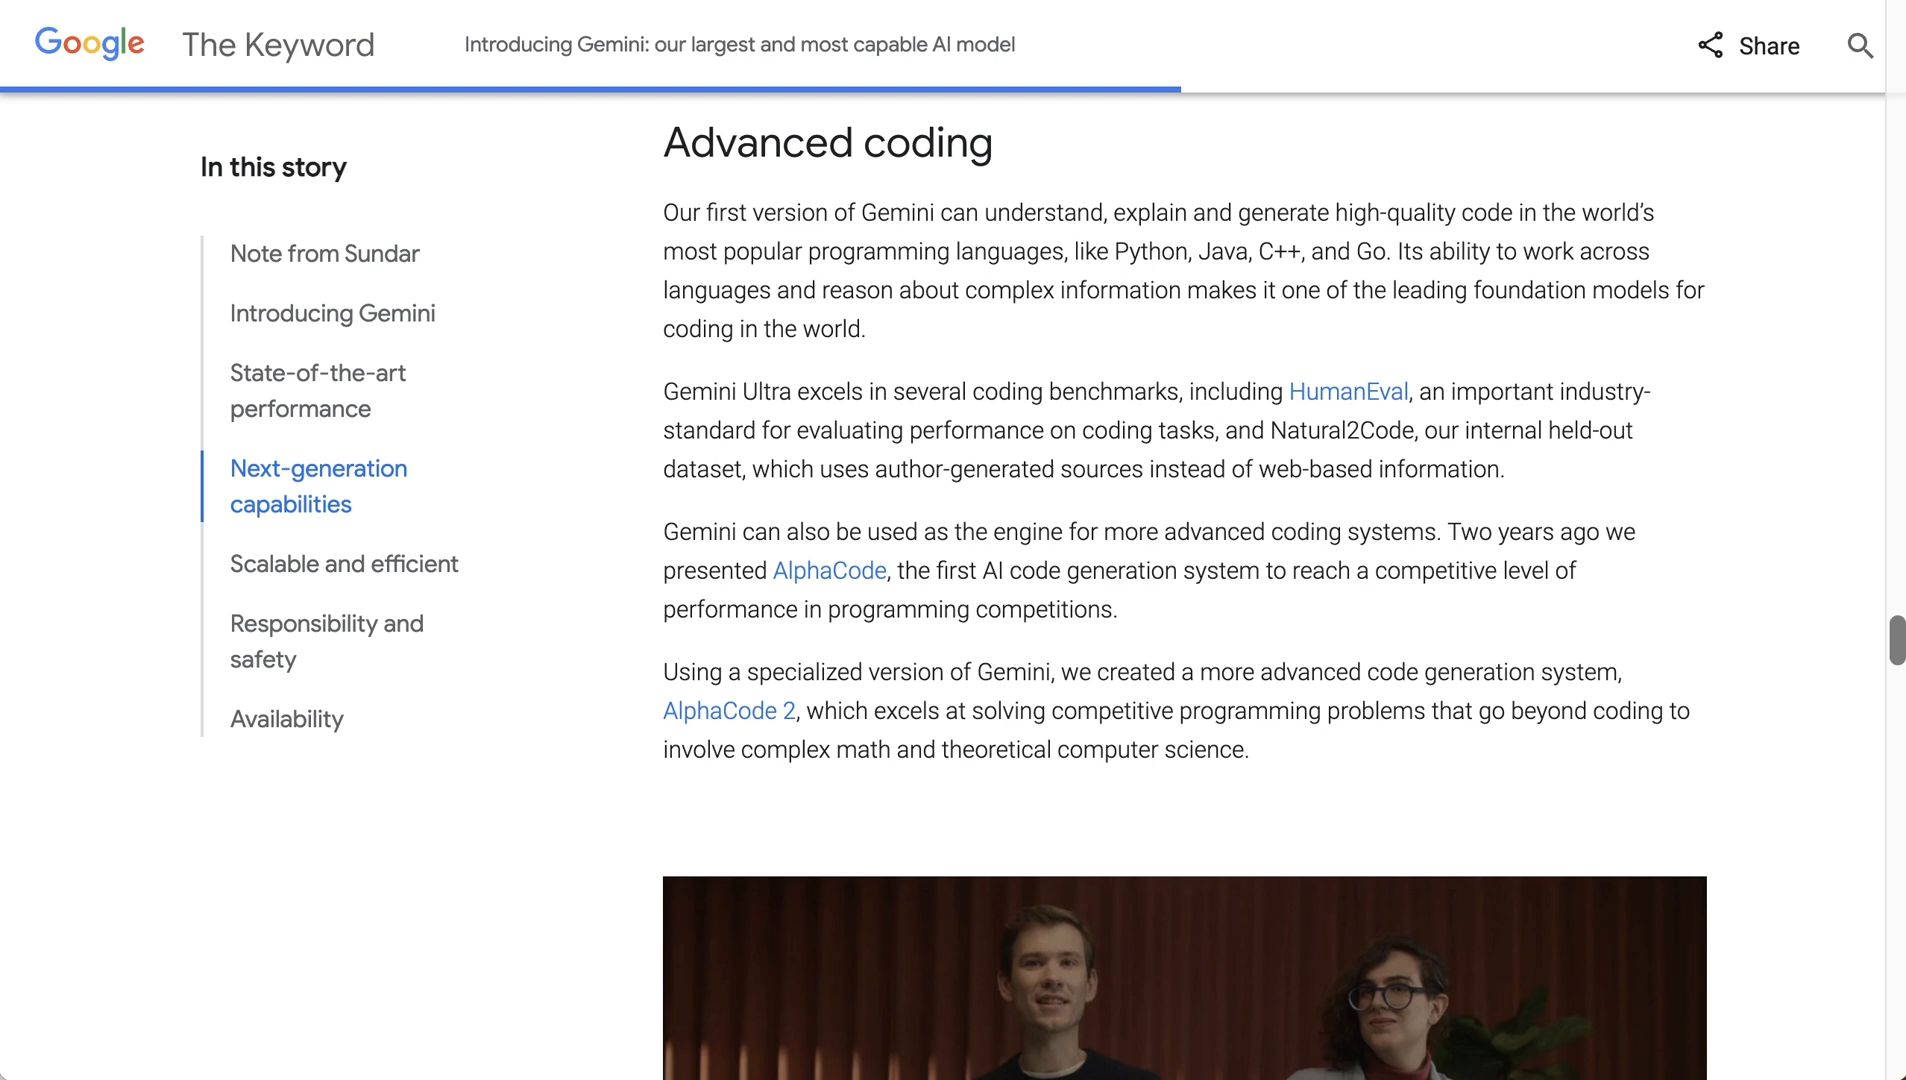 Google The Keyword Introducing Gemini: our largest and most capable AI model Share
In this story
Note from Sundar
Introducing Gemini
State-of-the-art
performance
Next-generation
capabilities
Scalable and efficient
Responsibility and
safety
Availability
Advanced coding
Our first version of Gemini can understand, explain and generate high-quality code in the world’s
most popular programming languages, like Python, Java, C++, and Go. Its ability to work across
languages and reason about complex information makes it one of the leading foundation models for
coding in the world.
Gemini Ultra excels in several coding benchmarks, including HumanEval, an important industry-
standard for evaluating performance on coding tasks, and Natural2Code, our internal held-out
dataset, which uses author-generated sources instead of web-based information.
Gemini can also be used as the engine for more advanced coding systems. Two years ago we
presented AlphaCode, the first AI code generation system to reach a competitive level of
performance in programming competitions.
Using a specialized version of Gemini, we created a more advanced code generation system,
AlphaCode 2, which excels at solving competitive programming problems that go beyond coding to
involve complex math and theoretical computer science.